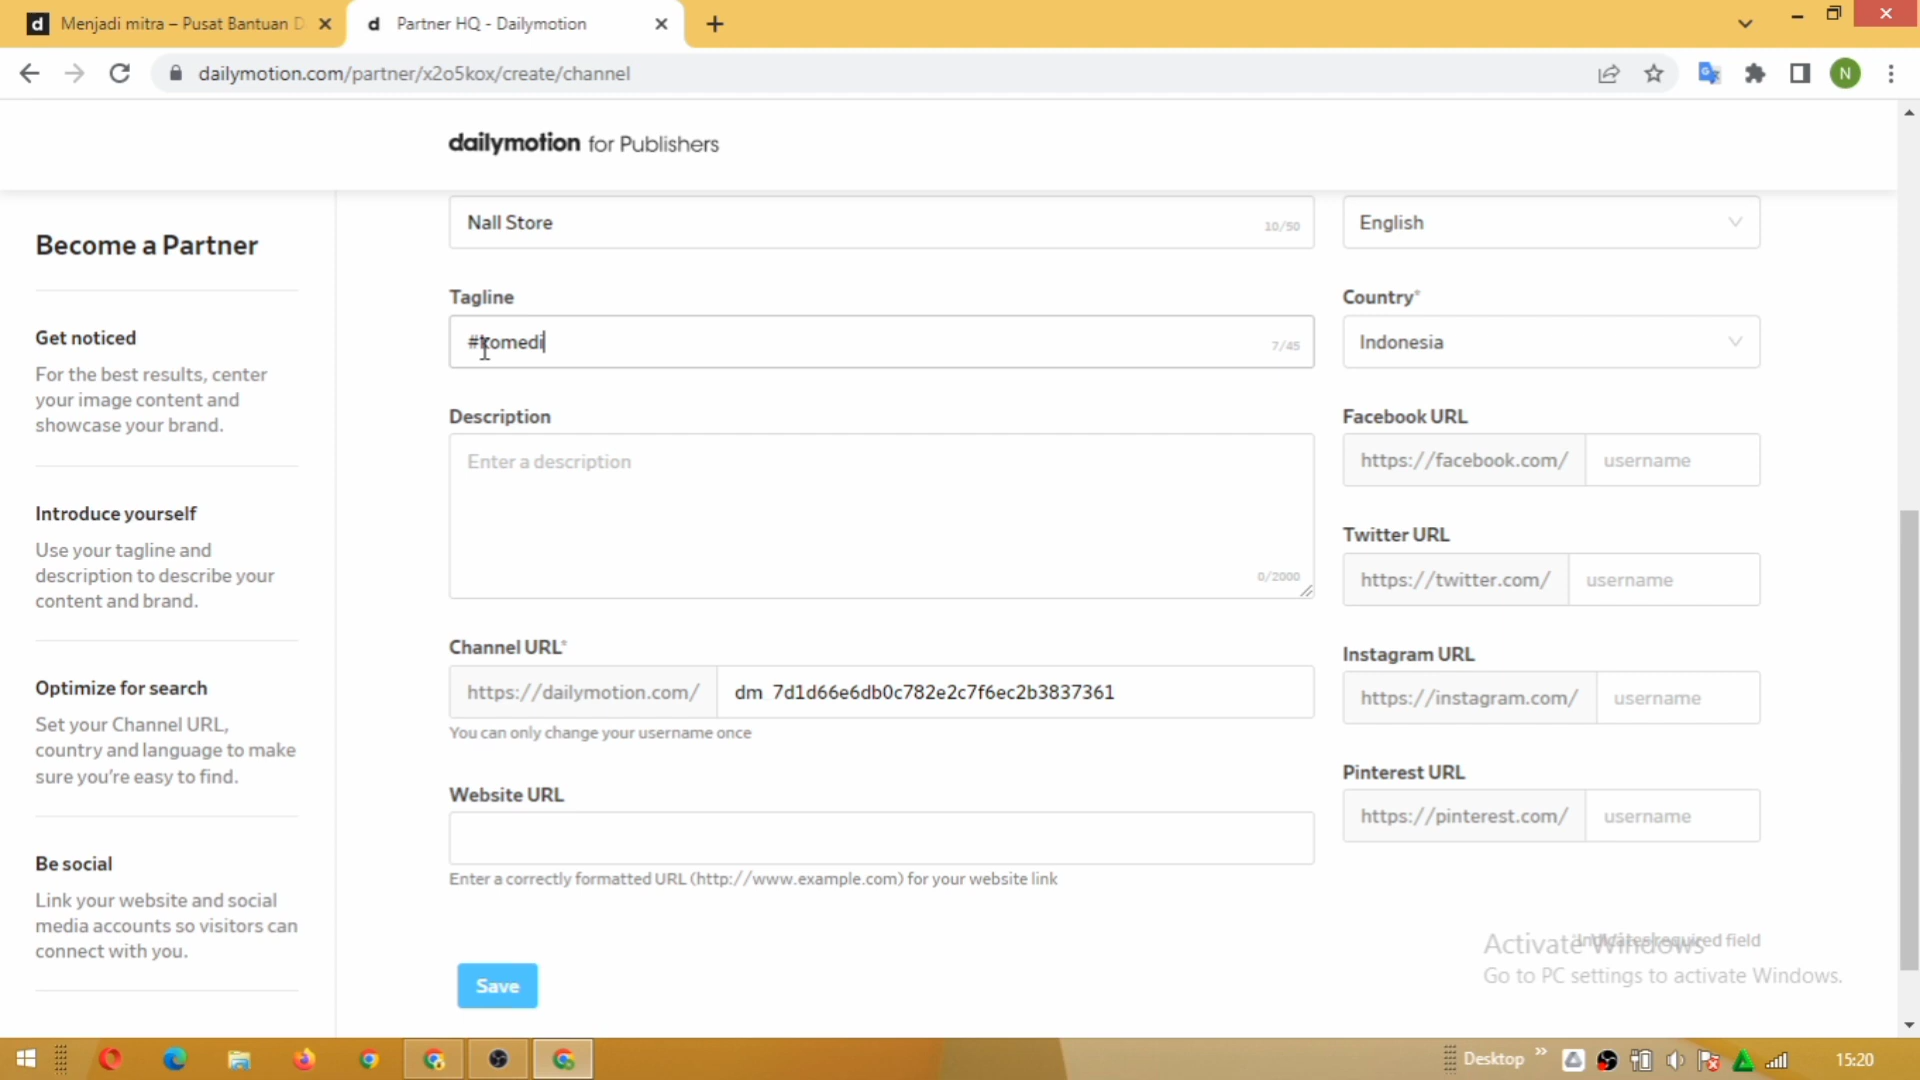 Menjadi mitra – Pusat Bantuan D
Partner HQ - Dailymotion
dailymotion.com/partner/x2o5kox/create/channel
N
dailymotion for Publishers
Become a Partner
Get noticed
For the best results, center
your image content and
showcase your brand.
Introduce yourself
Use your tagline and
description to describe your
content and brand.
Optimize for search
Set your Channel URL,
country and language to make
sure you're easy to find.
Be social
Link your website and social
media accounts so visitors can
connect with you.
Nall Store
10/50
Tagline
#komedi
7/45
Description
Enter a description
0/2000
Channel URL*
https://dailymotion.com/
dm 7d1d66e6db0c782e2c7f6ec2b3837361
You can only change your username once
Website URL
Enter a correctly formatted URL (http://www.example.com) for your website link
Save
English
Country*
Indonesia
Facebook URL
https://facebook.com/
username
Twitter URL
https://twitter.com/
username
Instagram URL
https://instagram.com/
username
Pinterest URL
https://pinterest.com/
username
*Indicates required field
Activate Windows
Go to PC settings to activate Windows.
Desktop
15:20